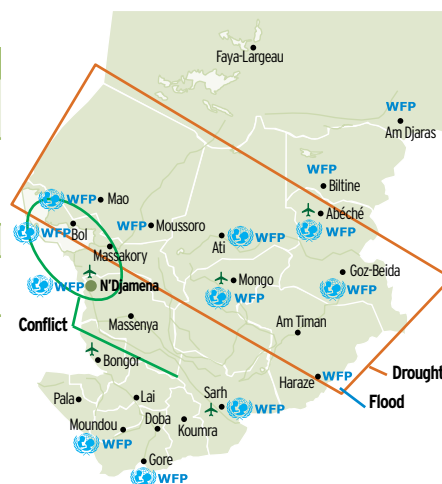 Faya-Largeau
WFP
Am Djaras
WFP
Biltine
WFP
Mao
Abéché
WFP
WFP
Moussoro
WFP
Bol
Ati
WFP
Massakory
Goz-Beida
WFP
N'Djamena
Mongo
WFP
WFP
Massenya
Conflict
Am Timan
Bongor
Drought
Haraze
WFP
Flood
Pala
Lai
Sarh
WFP
Moundou
Doba
Koumra
WFP
Gore
WFP